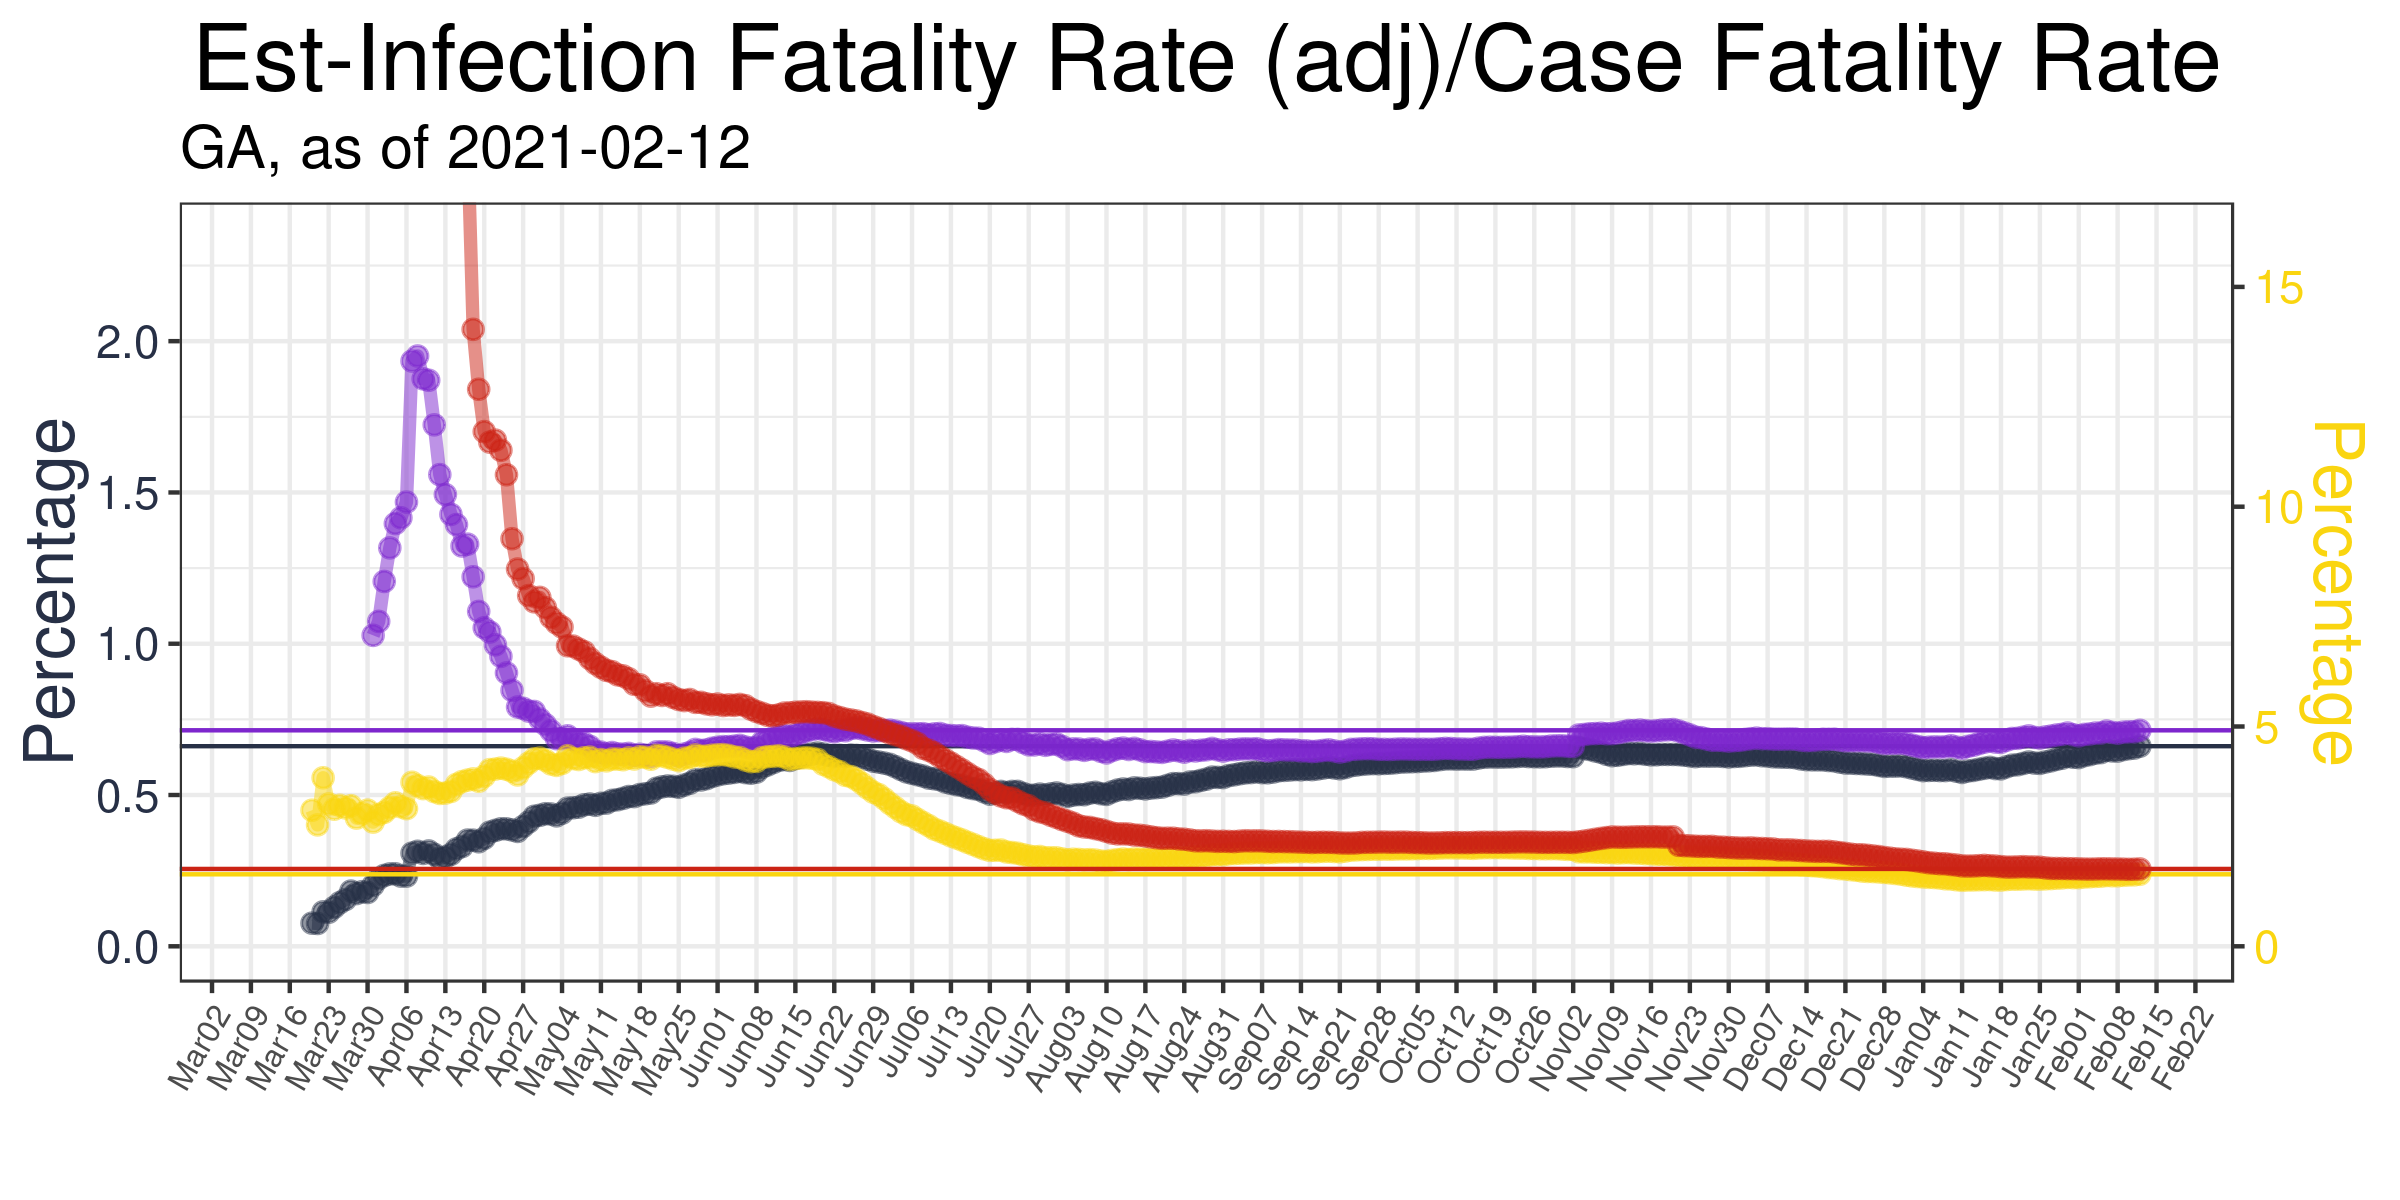 Est-Infection Fatality Rate (adj)/Case Fatality Rate
GA, as of 2021-02-12
Percentage
2.0
1.5
1.0
0.5
0.0
15
10
5
0
Percentage
Mar02
Mar09
Mar16
Mar23
Mar30
Apr06
Apr13
Apr20
Apr27
May04
May11
May18
May25
Jun01
Jun08
Jun15
Jun22
Jun29
Jul06
Jul13
Jul20
Jul27
Aug03
Aug10
Aug17
Aug24
Aug31
Sep07
Sep14
Sep21
Sep28
Oct05
Oct12
Oct19
Oct26
Nov02
Nov09
Nov16
Nov23
Nov30
Dec07
Dec14
Dec21
Dec28
Jan04
Jan11
Jan18
Jan25
Feb01
Feb08
Feb15
Feb22